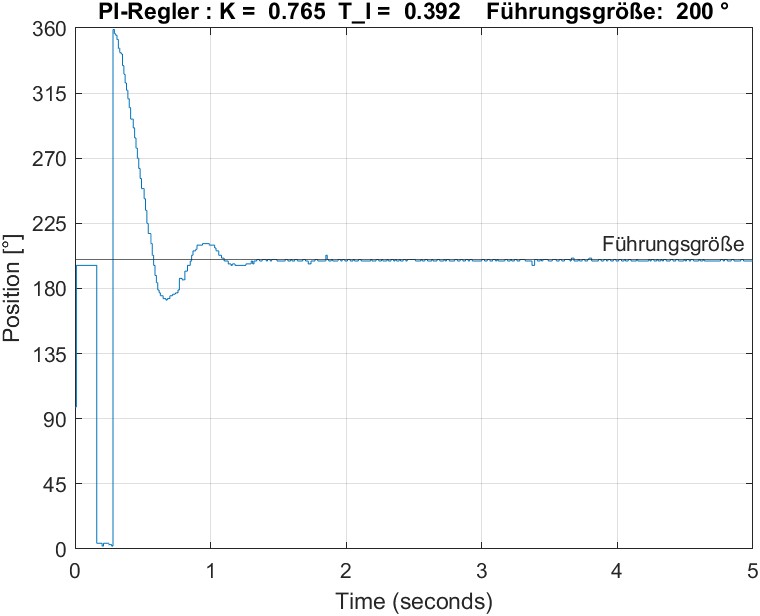 PI-Regler : K = 0.765 T_I = 0.392 Führungsgröße: 200 °
360
315
270
225
180
135
90
45
0
Position [°]
Führungsgröße
0 1 2 3 4 5
Time (seconds)